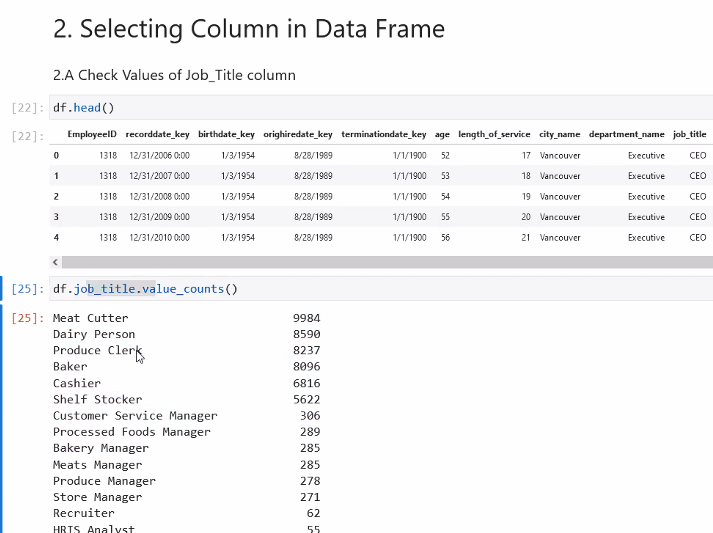 2. Selecting Column in Data Frame
2.A Check Values of Job_Title column
[22]: df.head()
[22]: EmployeeID recorddate_key birthdate_key orighiredate_key terminationdate_key age length_of_service city_name department_name job_title
0 1318 12/31/2006 0:00 1/3/1954 8/28/1989 1/1/1900 52 17 Vancouver Executive CEO
1 1318 12/31/2007 0:00 1/3/1954 8/28/1989 1/1/1900 53 18 Vancouver Executive CEO
2 1318 12/31/2008 0:00 1/3/1954 8/28/1989 1/1/1900 54 19 Vancouver Executive CEO
3 1318 12/31/2009 0:00 1/3/1954 8/28/1989 1/1/1900 55 20 Vancouver Executive CEO
4 1318 12/31/2010 0:00 1/3/1954 8/28/1989 1/1/1900 56 21 Vancouver Executive CEO
[25]: df.job_title.value_counts()
[25]: Meat Cutter 9984
Dairy Person 8590
Produce Clerk 8237
Baker 8096
Cashier 6816
Shelf Stocker 5622
Customer Service Manager 306
Processed Foods Manager 289
Bakery Manager 285
Meats Manager 285
Produce Manager 278
Store Manager 271
Recruiter 62
HRIS Analyst 55